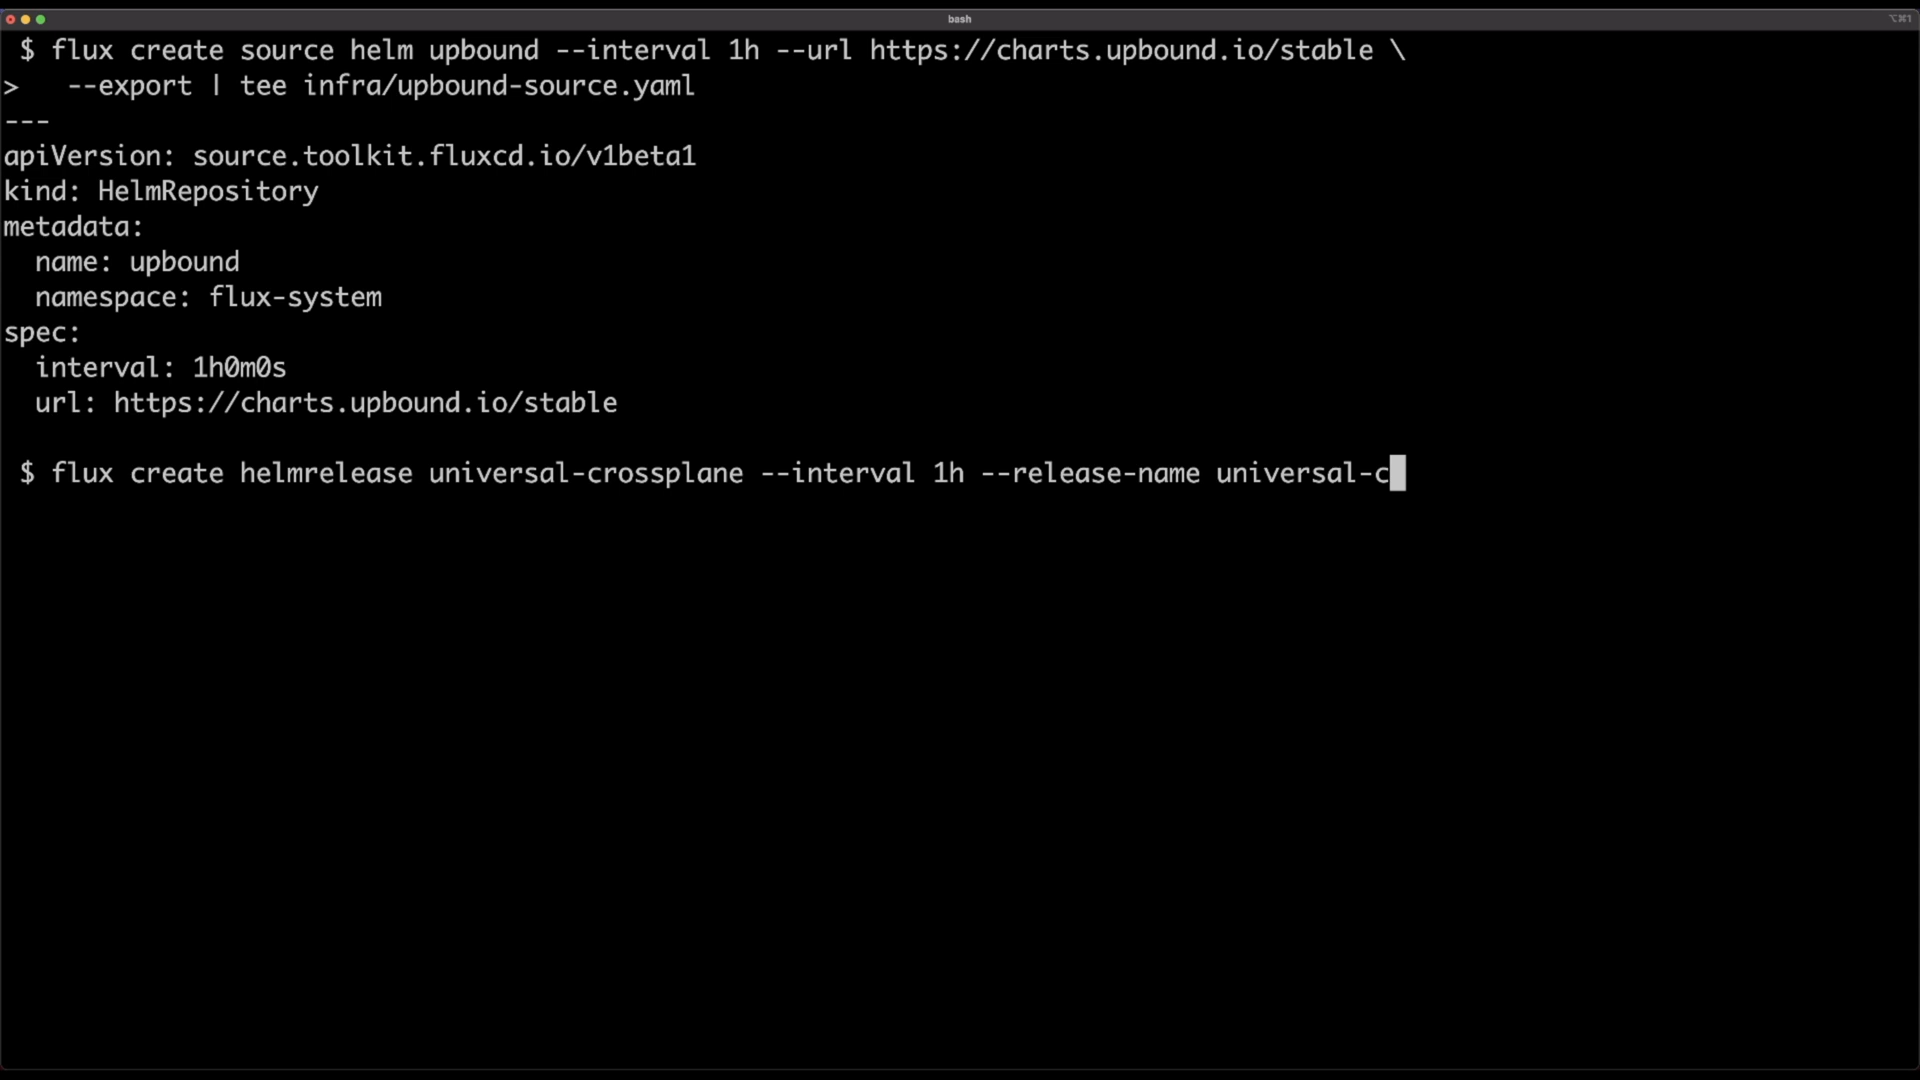 bash
⌥⌘1
$ flux create source helm upbound --interval 1h --url https://charts.upbound.io/stable \
>   --export | tee infra/upbound-source.yaml
---
apiVersion: source.toolkit.fluxcd.io/v1beta1
kind: HelmRepository
metadata:
  name: upbound
  namespace: flux-system
spec:
  interval: 1h0m0s
  url: https://charts.upbound.io/stable
$ flux create helmrelease universal-crossplane --interval 1h --release-name universal-c